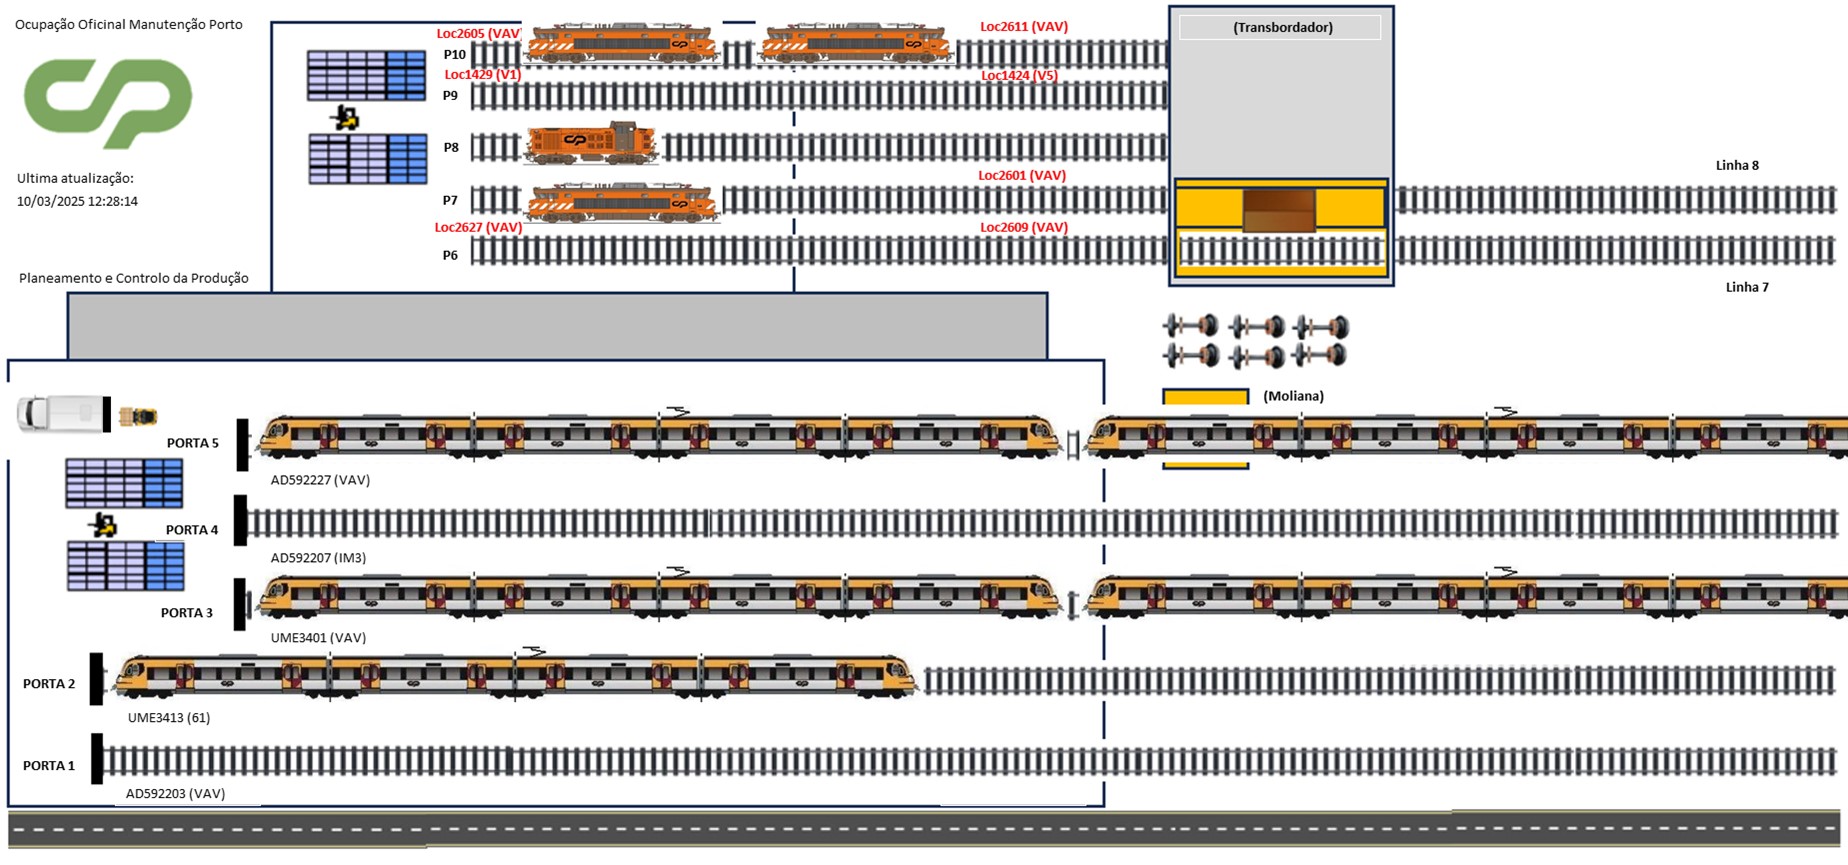 Ocupação Oficinal Manutenção Porto
Ultima atualização:
10/03/2025 12:28:14
Planeamento e Controlo da Produção
Loc2605 (VAV)
Loc2611 (VAV)
P10
Loc1429 (V1)
Loc1424 (V5)
P9
P8
Loc2601 (VAV)
P7
Loc2627 (VAV)
Loc2609 (VAV)
P6
(Transbordador)
Linha 8
Linha 7
(Moliana)
PORTA 5
AD592227 (VAV)
PORTA 4
AD592207 (IM3)
PORTA 3
UME3401 (VAV)
PORTA 2
UME3413 (61)
PORTA 1
AD592203 (VAV)